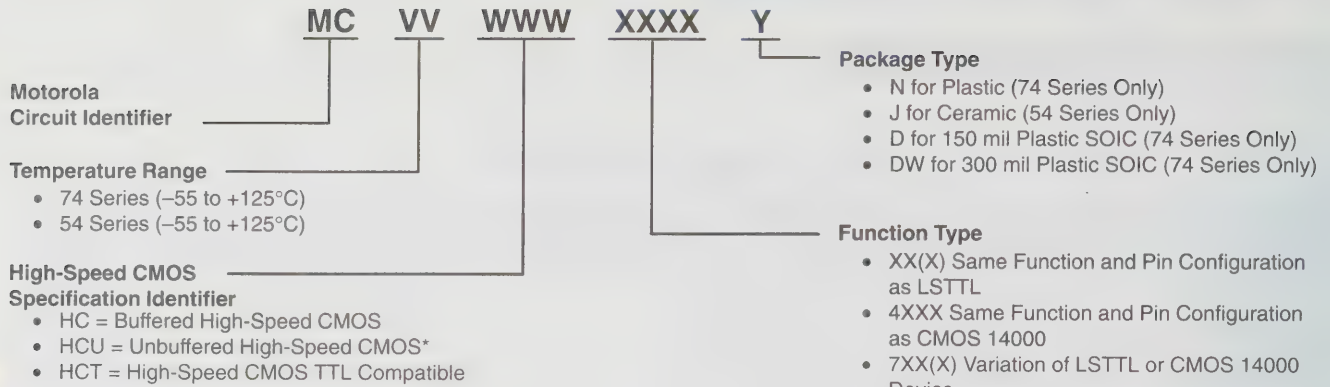 MC VV WWW XXXX Y
Motorola
Circuit Identifier
Temperature Range
• 74 Series (–55 to +125°C)
• 54 Series (–55 to +125°C)
High-Speed CMOS
Specification Identifier
• HC = Buffered High-Speed CMOS
• HCU = Unbuffered High-Speed CMOS*
• HCT = High-Speed CMOS TTL Compatible
Package Type
• N for Plastic (74 Series Only)
• J for Ceramic (54 Series Only)
• D for 150 mil Plastic SOIC (74 Series Only)
• DW for 300 mil Plastic SOIC (74 Series Only)
Function Type
• XX(X) Same Function and Pin Configuration
as LSTTL
• 4XXX Same Function and Pin Configuration
as CMOS 14000
• 7XX(X) Variation of LSTTL or CMOS 14000